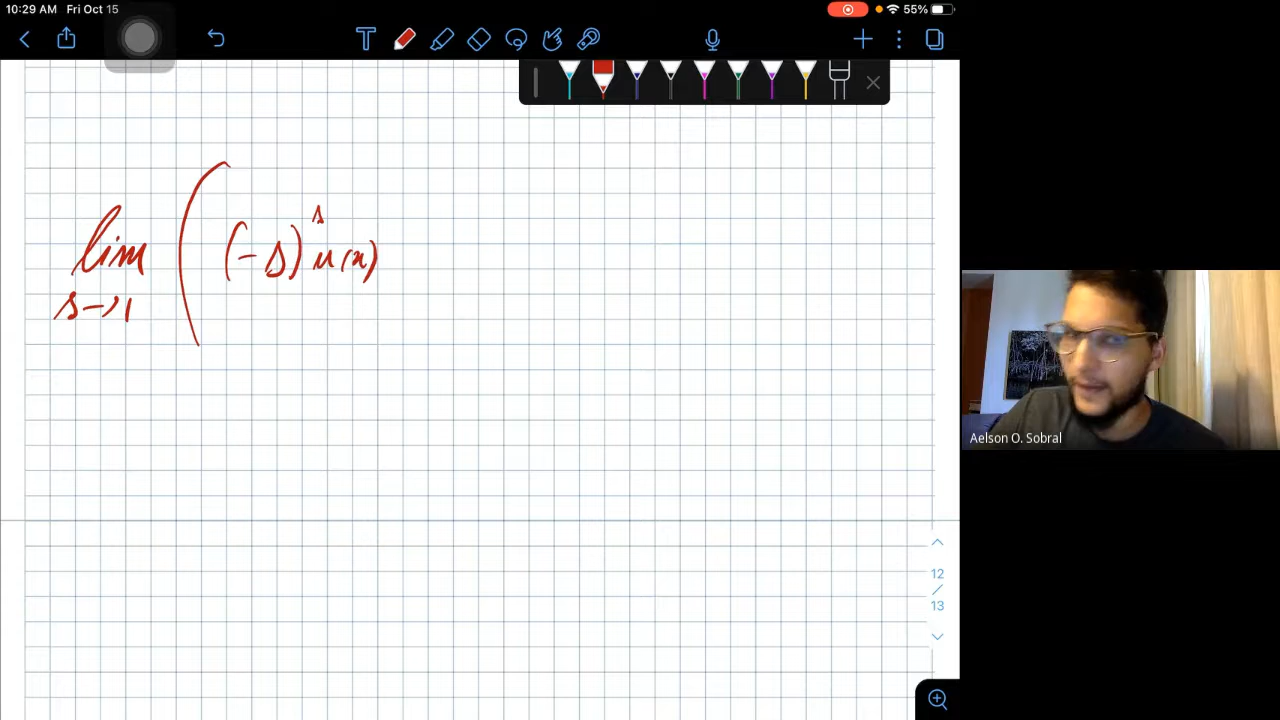 10:29 AM Fri Oct 15
55%
T
lim s→1 ( (-Δ)^s u(x)
Aelson O. Sobral
12
/
13